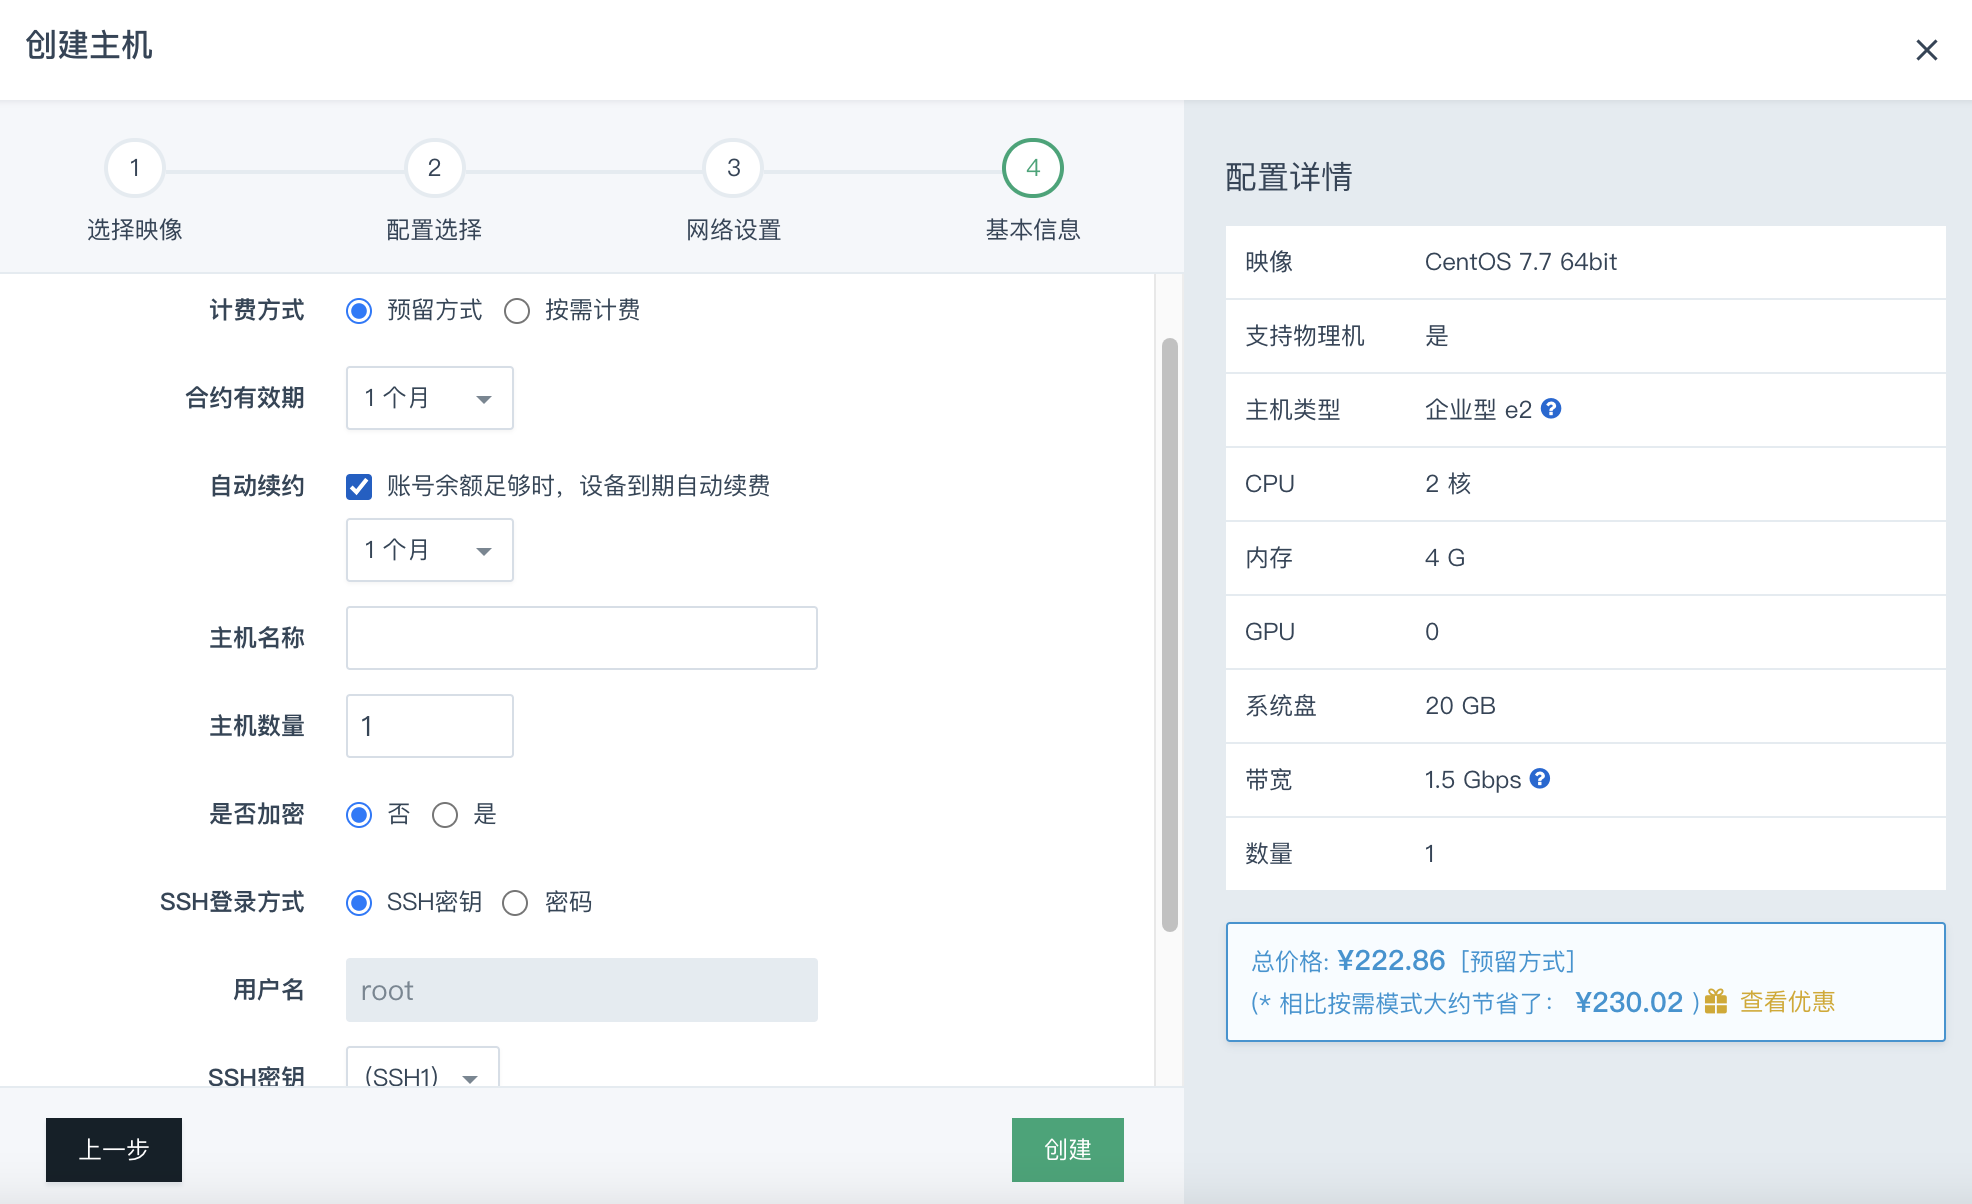 创建主机
1
2
3
4
选择映像
配置选择
网络设置
基本信息
计费方式 预留方式 按需计费
合约有效期 1 个月
自动续约 账号余额足够时，设备到期自动续费
1 个月
主机名称
主机数量 1
是否加密 否 是
SSH登录方式 SSH密钥 密码
用户名 root
SSH密钥 (SSH1)
上一步
创建
配置详情
映像 CentOS 7.7 64bit
支持物理机 是
主机类型 企业型 e2
CPU 2 核
内存 4 G
GPU 0
系统盘 20 GB
带宽 1.5 Gbps
数量 1
总价格: ¥222.86 [预留方式]
(* 相比按需模式大约节省了： ¥230.02 ) 查看优惠